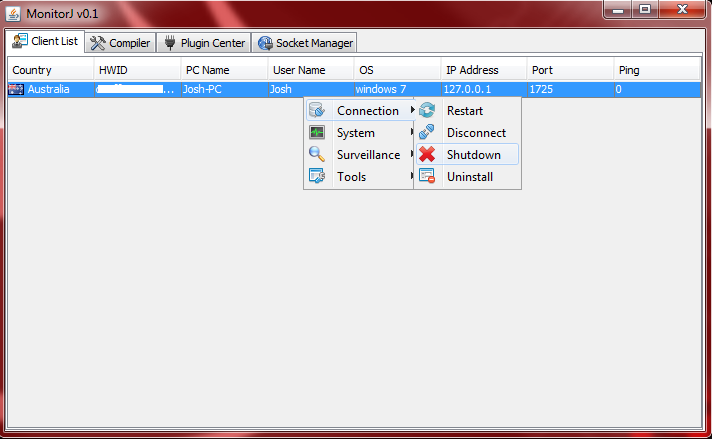 MonitorJ v0.1
Client List Compiler Plugin Center Socket Manager
Country HWID PC Name User Name OS IP Address Port Ping
Australia ... Josh-PC Josh windows 7 127.0.0.1 1725 0
Connection Restart
System Disconnect
Surveillance Shutdown
Tools Uninstall